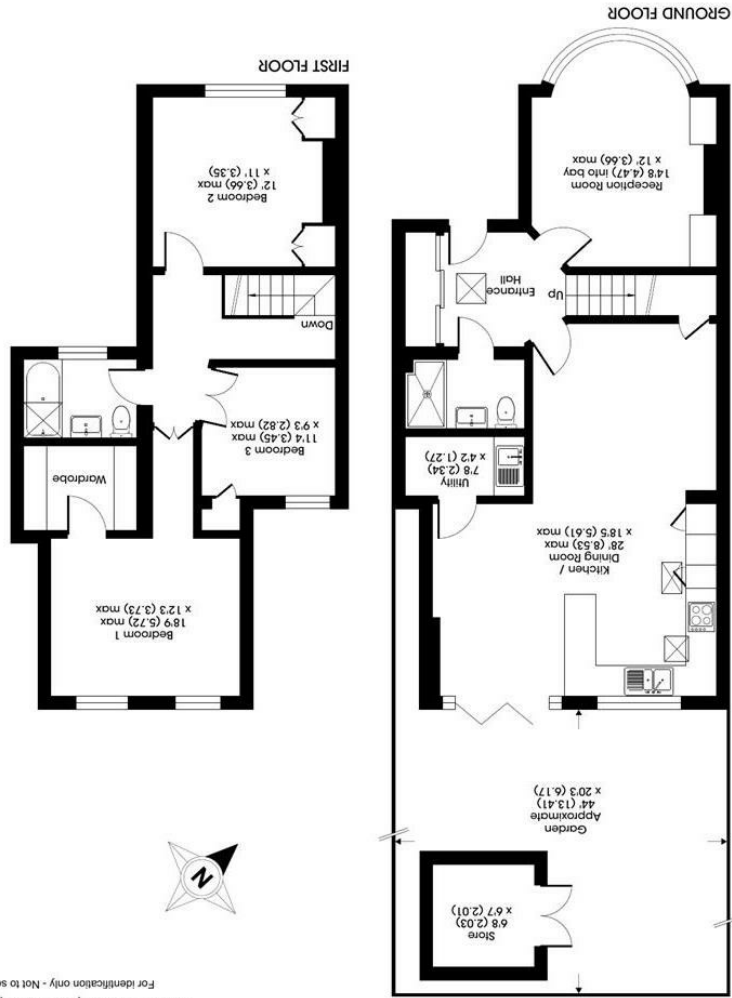 GROUND FLOOR
Reception Room
14'8 (4.47) into bay
x 12' (3.66) max
Entrance
Hall
Up
Utility
7'8 (2.34)
x 4'2 (1.27)
Kitchen /
Dining Room
28' (8.53) max
x 18'5 (5.61) max
Garden
Approximate
44' (13.41)
x 20'3 (6.17)
Store
6'8 (2.03)
x 6'7 (2.01)
FIRST FLOOR
Bedroom 2
12' (3.66) max
x 11' (3.35)
Down
Bedroom 3
11'4 (3.45) max
x 9'3 (2.82) max
Wardrobe
Bedroom 1
18'9 (5.72) max
x 12'3 (3.73) max
N
For identification only - Not to